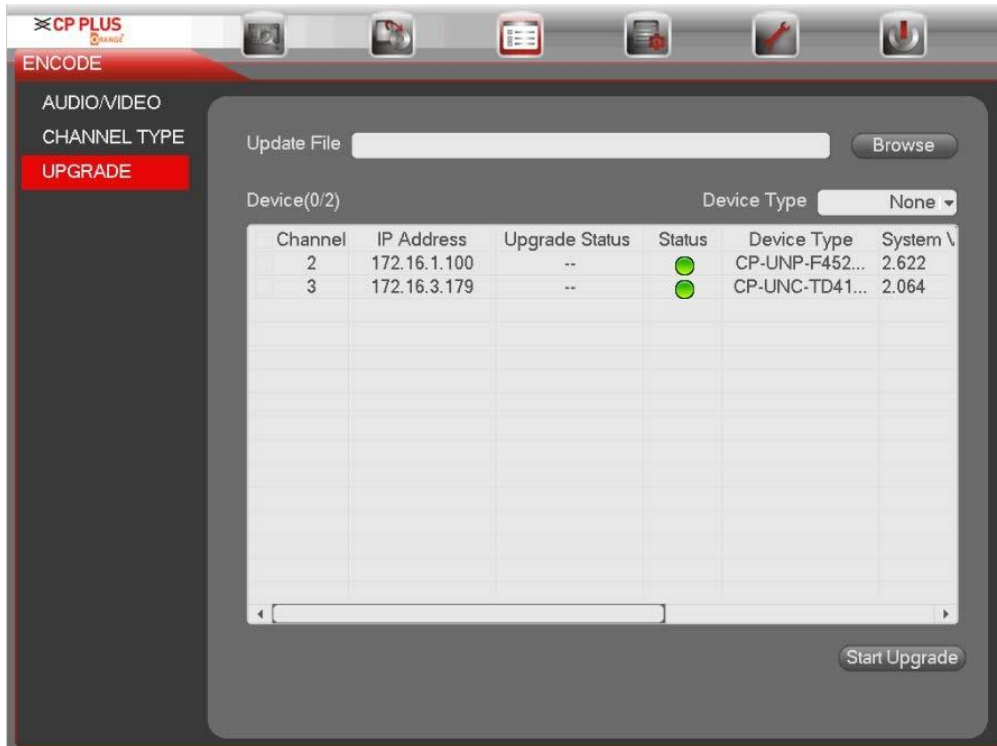 CP PLUS
ORANGE
ENCODE
AUDIO/VIDEO
CHANNEL TYPE
UPGRADE
Update File Browse
Device(0/2) Device Type None
Channel IP Address Upgrade Status Status Device Type System \
2 172.16.1.100 -- CP-UNP-F452... 2.622
3 172.16.3.179 -- CP-UNC-TD41... 2.064
Start Upgrade